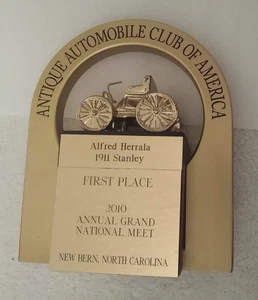 ANTIQUE AUTOMOBILE CLUB OF AMERICA
Alfred Herrala
1911 Stanley
FIRST PLACE
2010
ANNUAL GRAND
NATIONAL MEET
NEW BERN, NORTH CAROLINA